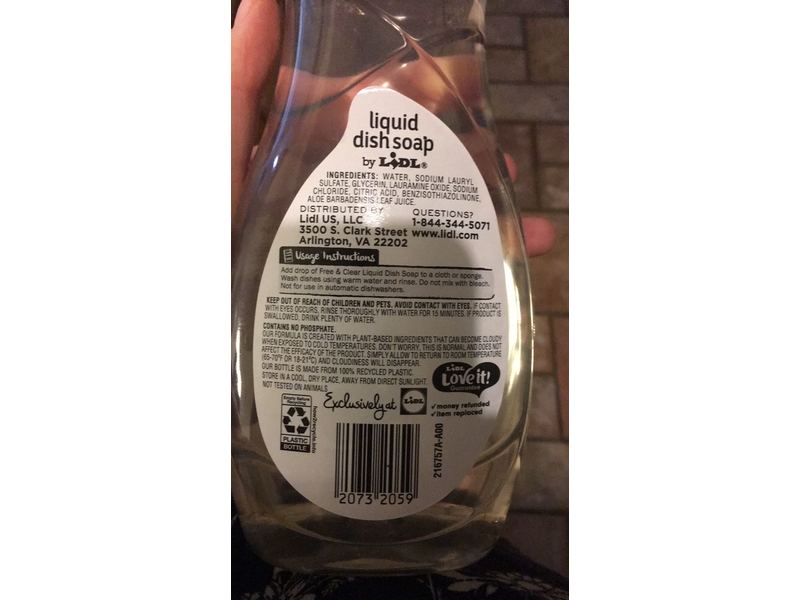 liquid
dish soap
by LIDL®
INGREDIENTS: WATER, SODIUM LAURYL
SULFATE, GLYCERIN, LAURAMINE OXIDE, SODIUM
CHLORIDE, CITRIC ACID, BENZISOTHIAZOLINONE,
ALOE BARBADENSIS LEAF JUICE.
DISTRIBUTED BY
Lidl US, LLC
3500 S. Clark Street
Arlington, VA 22202
QUESTIONS?
1-844-344-5071
www.lidl.com
Usage Instructions
Add drop of Free & Clear Liquid Dish Soap to a cloth or sponge.
Wash dishes using warm water and rinse. Do not mix with bleach.
Not for use in automatic dishwashers.
KEEP OUT OF REACH OF CHILDREN AND PETS. AVOID CONTACT WITH EYES. IF CONTACT
WITH EYES OCCURS, RINSE THOROUGHLY WITH WATER FOR 15 MINUTES. IF PRODUCT IS
SWALLOWED, DRINK PLENTY OF WATER.
CONTAINS NO PHOSPHATE.
OUR FORMULA IS CREATED WITH PLANT-BASED INGREDIENTS THAT CAN BECOME CLOUDY
WHEN EXPOSED TO COLD TEMPERATURES. DON'T WORRY, THIS IS NORMAL AND DOES NOT
AFFECT THE EFFICACY OF THE PRODUCT. SIMPLY ALLOW TO RETURN TO ROOM TEMPERATURE
(65-70°F OR 18-21°C) AND CLOUDINESS WILL DISAPPEAR.
OUR BOTTLE IS MADE FROM 100% RECYCLED PLASTIC.
STORE IN A COOL, DRY PLACE, AWAY FROM DIRECT SUNLIGHT.
NOT TESTED ON ANIMALS
LIDL
Love it!
Guarantee
✓money refunded
✓item replaced
Exclusively at LIDL
Empty Before
Recycling
PLASTIC
BOTTLE
how2recycle.info
216757A-A00
2073 2059